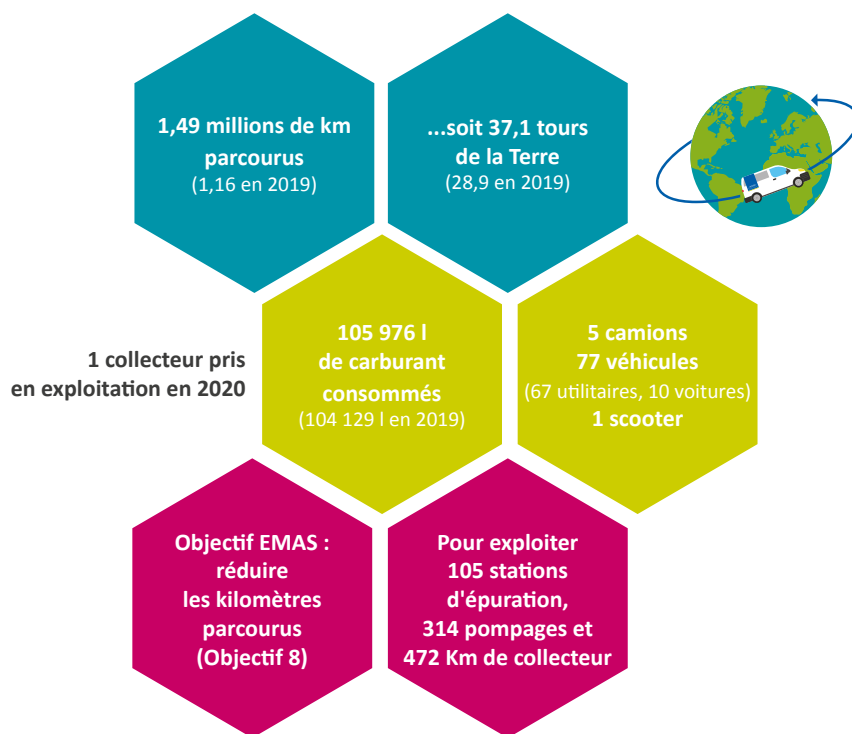 1,49 millions de km
parcourus
(1,16 en 2019)
...soit 37,1 tours
de la Terre
(28,9 en 2019)
1 collecteur pris
en exploitation en 2020
105 976 l
de carburant
consommés
(104 129 l en 2019)
5 camions
77 véhicules
(67 utilitaires, 10 voitures)
1 scooter
Objectif EMAS :
réduire
les kilomètres
parcourus
(Objectif 8)
Pour exploiter
105 stations
d'épuration,
314 pompages et
472 Km de collecteur